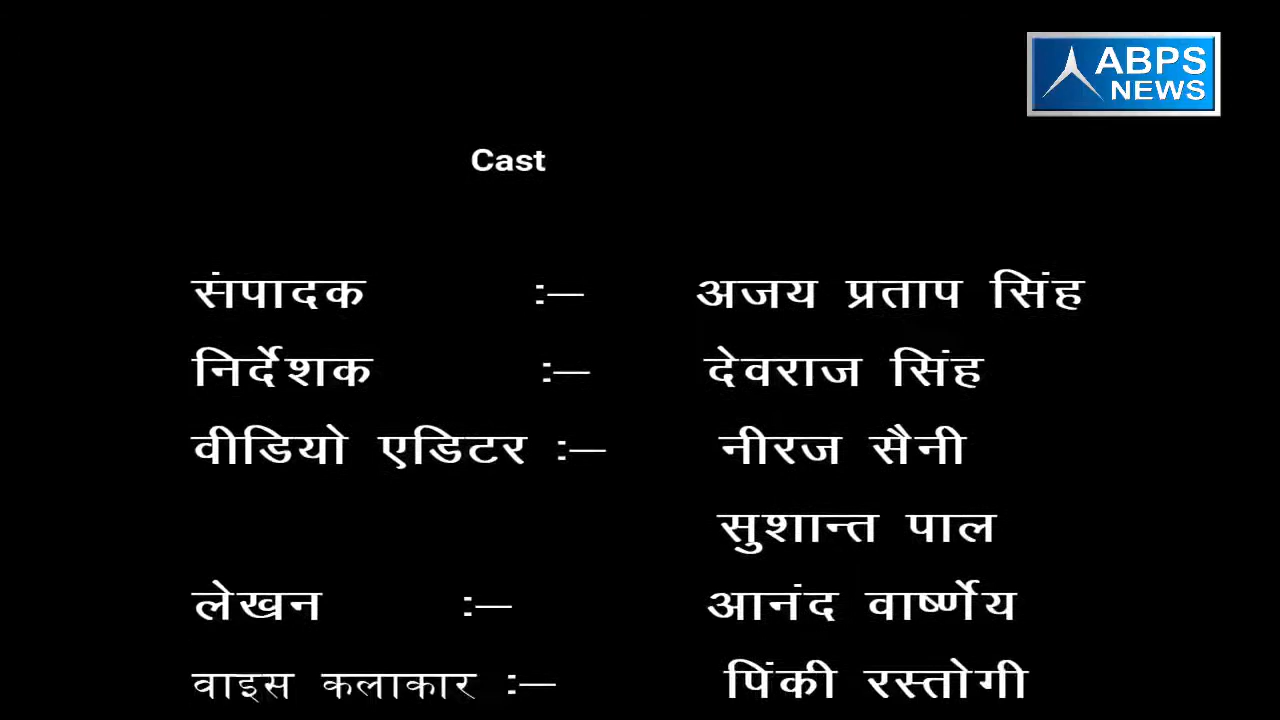 ABPS
NEWS
Cast
संपादक :— अजय प्रताप सिंह
निर्देशक :— देवराज सिंह
वीडियो एडिटर :— नीरज सैनी
सुशान्त पाल
लेखन :— आनंद वार्ष्णेय
वाइस कलाकार :— पिंकी रस्तोगी